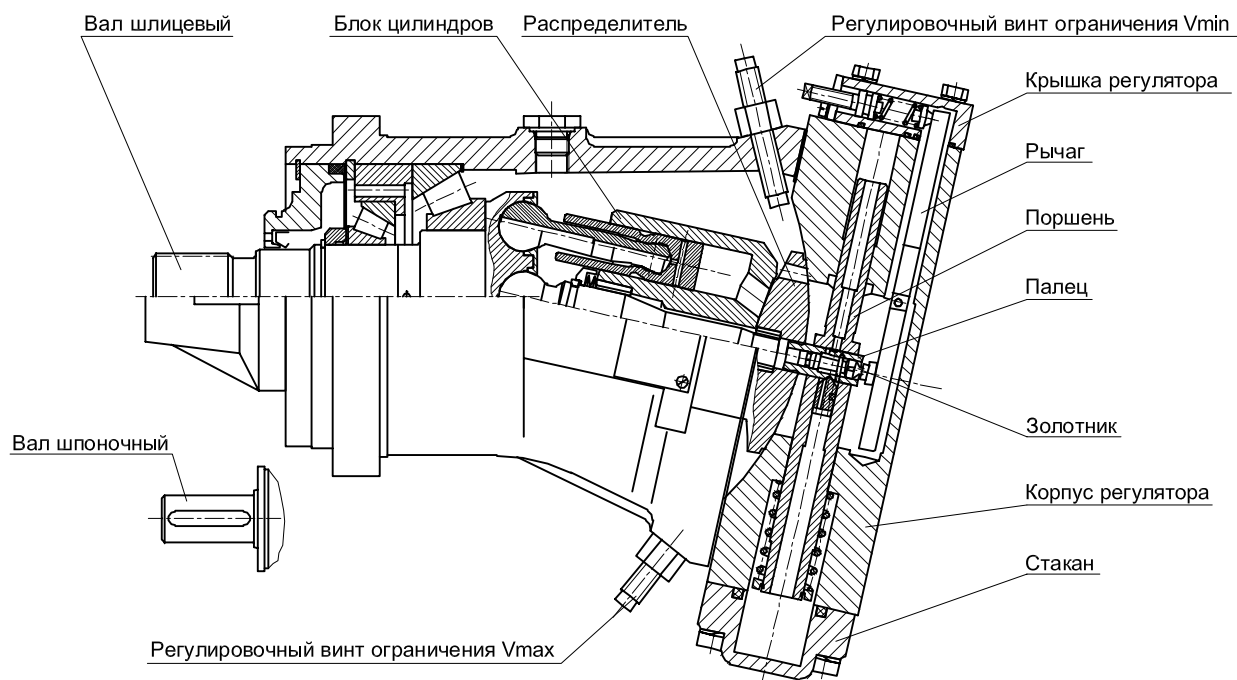 Вал шлицевый
Блок цилиндров
Распределитель
Регулировочный винт ограничения Vmin
Крышка регулятора
Рычаг
Поршень
Палец
Золотник
Вал шпоночный
Корпус регулятора
Стакан
Регулировочный винт ограничения Vmax